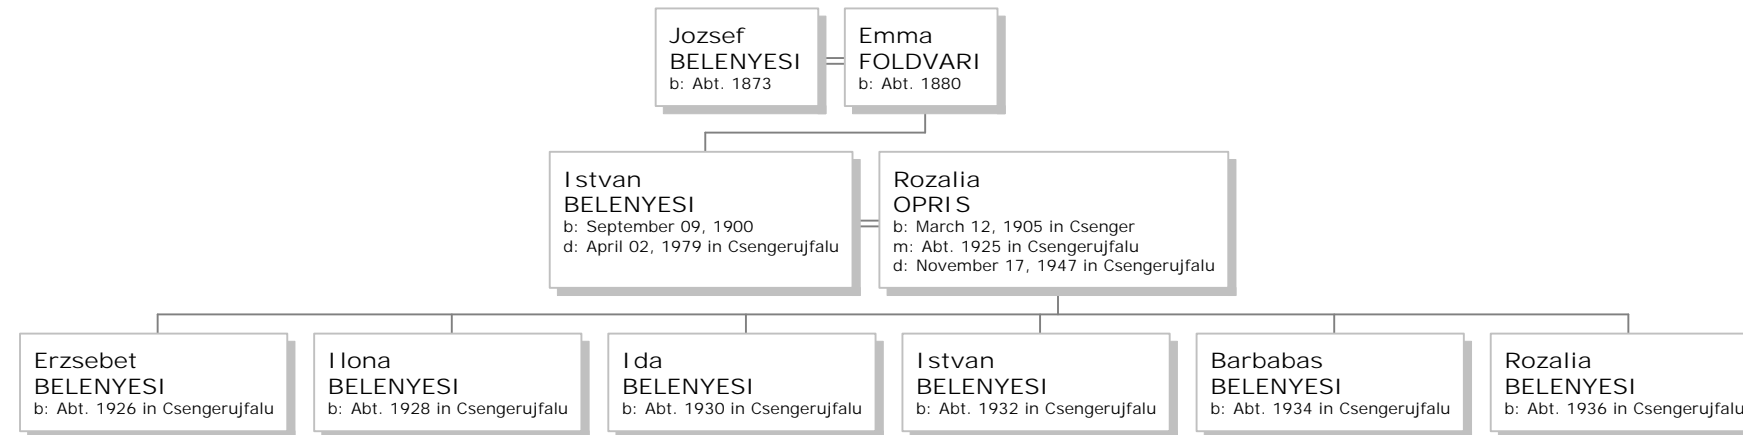 Jozsef
BELENYESI
b: Abt. 1873
Emma
FOLDVARI
b: Abt. 1880
Istvan
BELENYESI
b: September 09, 1900
d: April 02, 1979 in Csengerujfalu
Rozalia
OPRIS
b: March 12, 1905 in Csenger
m: Abt. 1925 in Csengerujfalu
d: November 17, 1947 in Csengerujfalu
Erzsebet
BELENYESI
b: Abt. 1926 in Csengerujfalu
Ilona
BELENYESI
b: Abt. 1928 in Csengerujfalu
Ida
BELENYESI
b: Abt. 1930 in Csengerujfalu
Istvan
BELENYESI
b: Abt. 1932 in Csengerujfalu
Barbabas
BELENYESI
b: Abt. 1934 in Csengerujfalu
Rozalia
BELENYESI
b: Abt. 1936 in Csengerujfalu